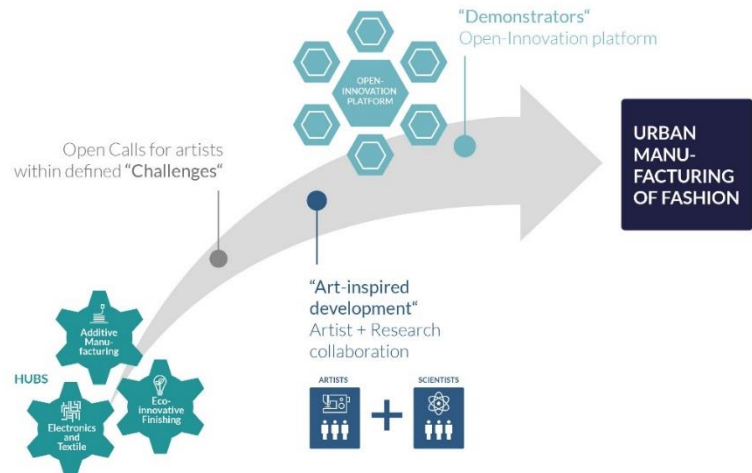 “Demonstrators“
Open-Innovation platform
OPEN-
INNOVATION
PLATFORM
URBAN
MANU-
FACTURING
OF FASHION
Open Calls for artists
within defined “Challenges“
“Art-inspired
development“
Artist + Research
collaboration
Additive
Manu-
facturing
HUBS
Eco-
innovative
Finishing
Electronics
and
Textile
ARTISTS
SCIENTISTS